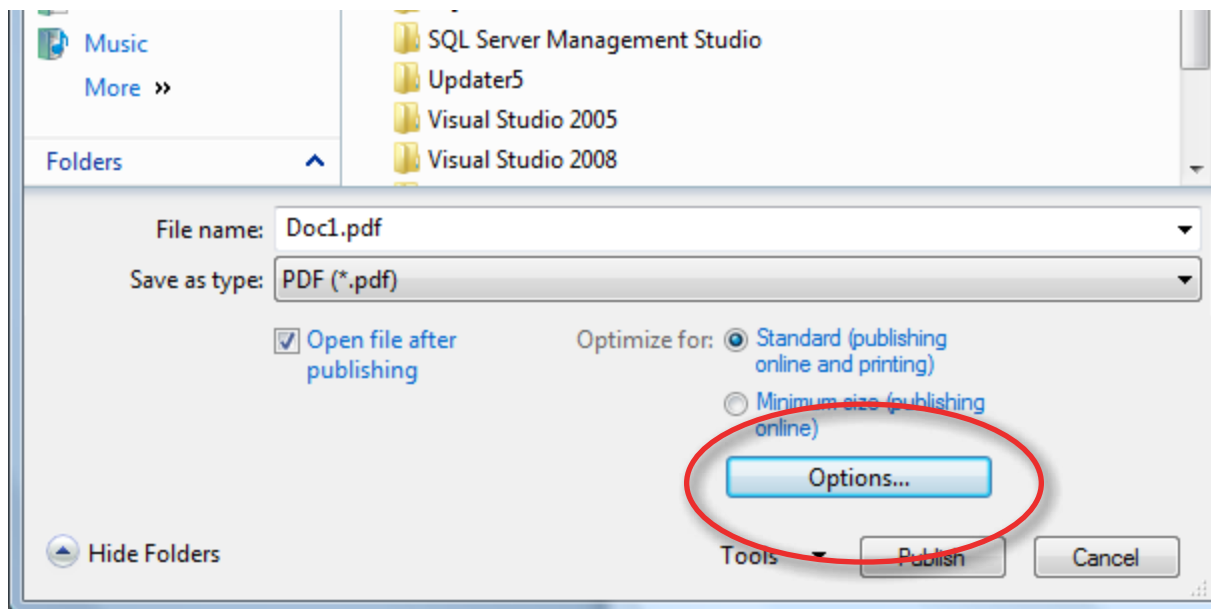 Music
More »
Folders
SQL Server Management Studio
Updater5
Visual Studio 2005
Visual Studio 2008
File name: Doc1.pdf
Save as type: PDF (*.pdf)
Open file after
publishing
Optimize for: Standard (publishing
online and printing)
Minimum size (publishing
online)
Options...
Hide Folders
Tools Publish Cancel